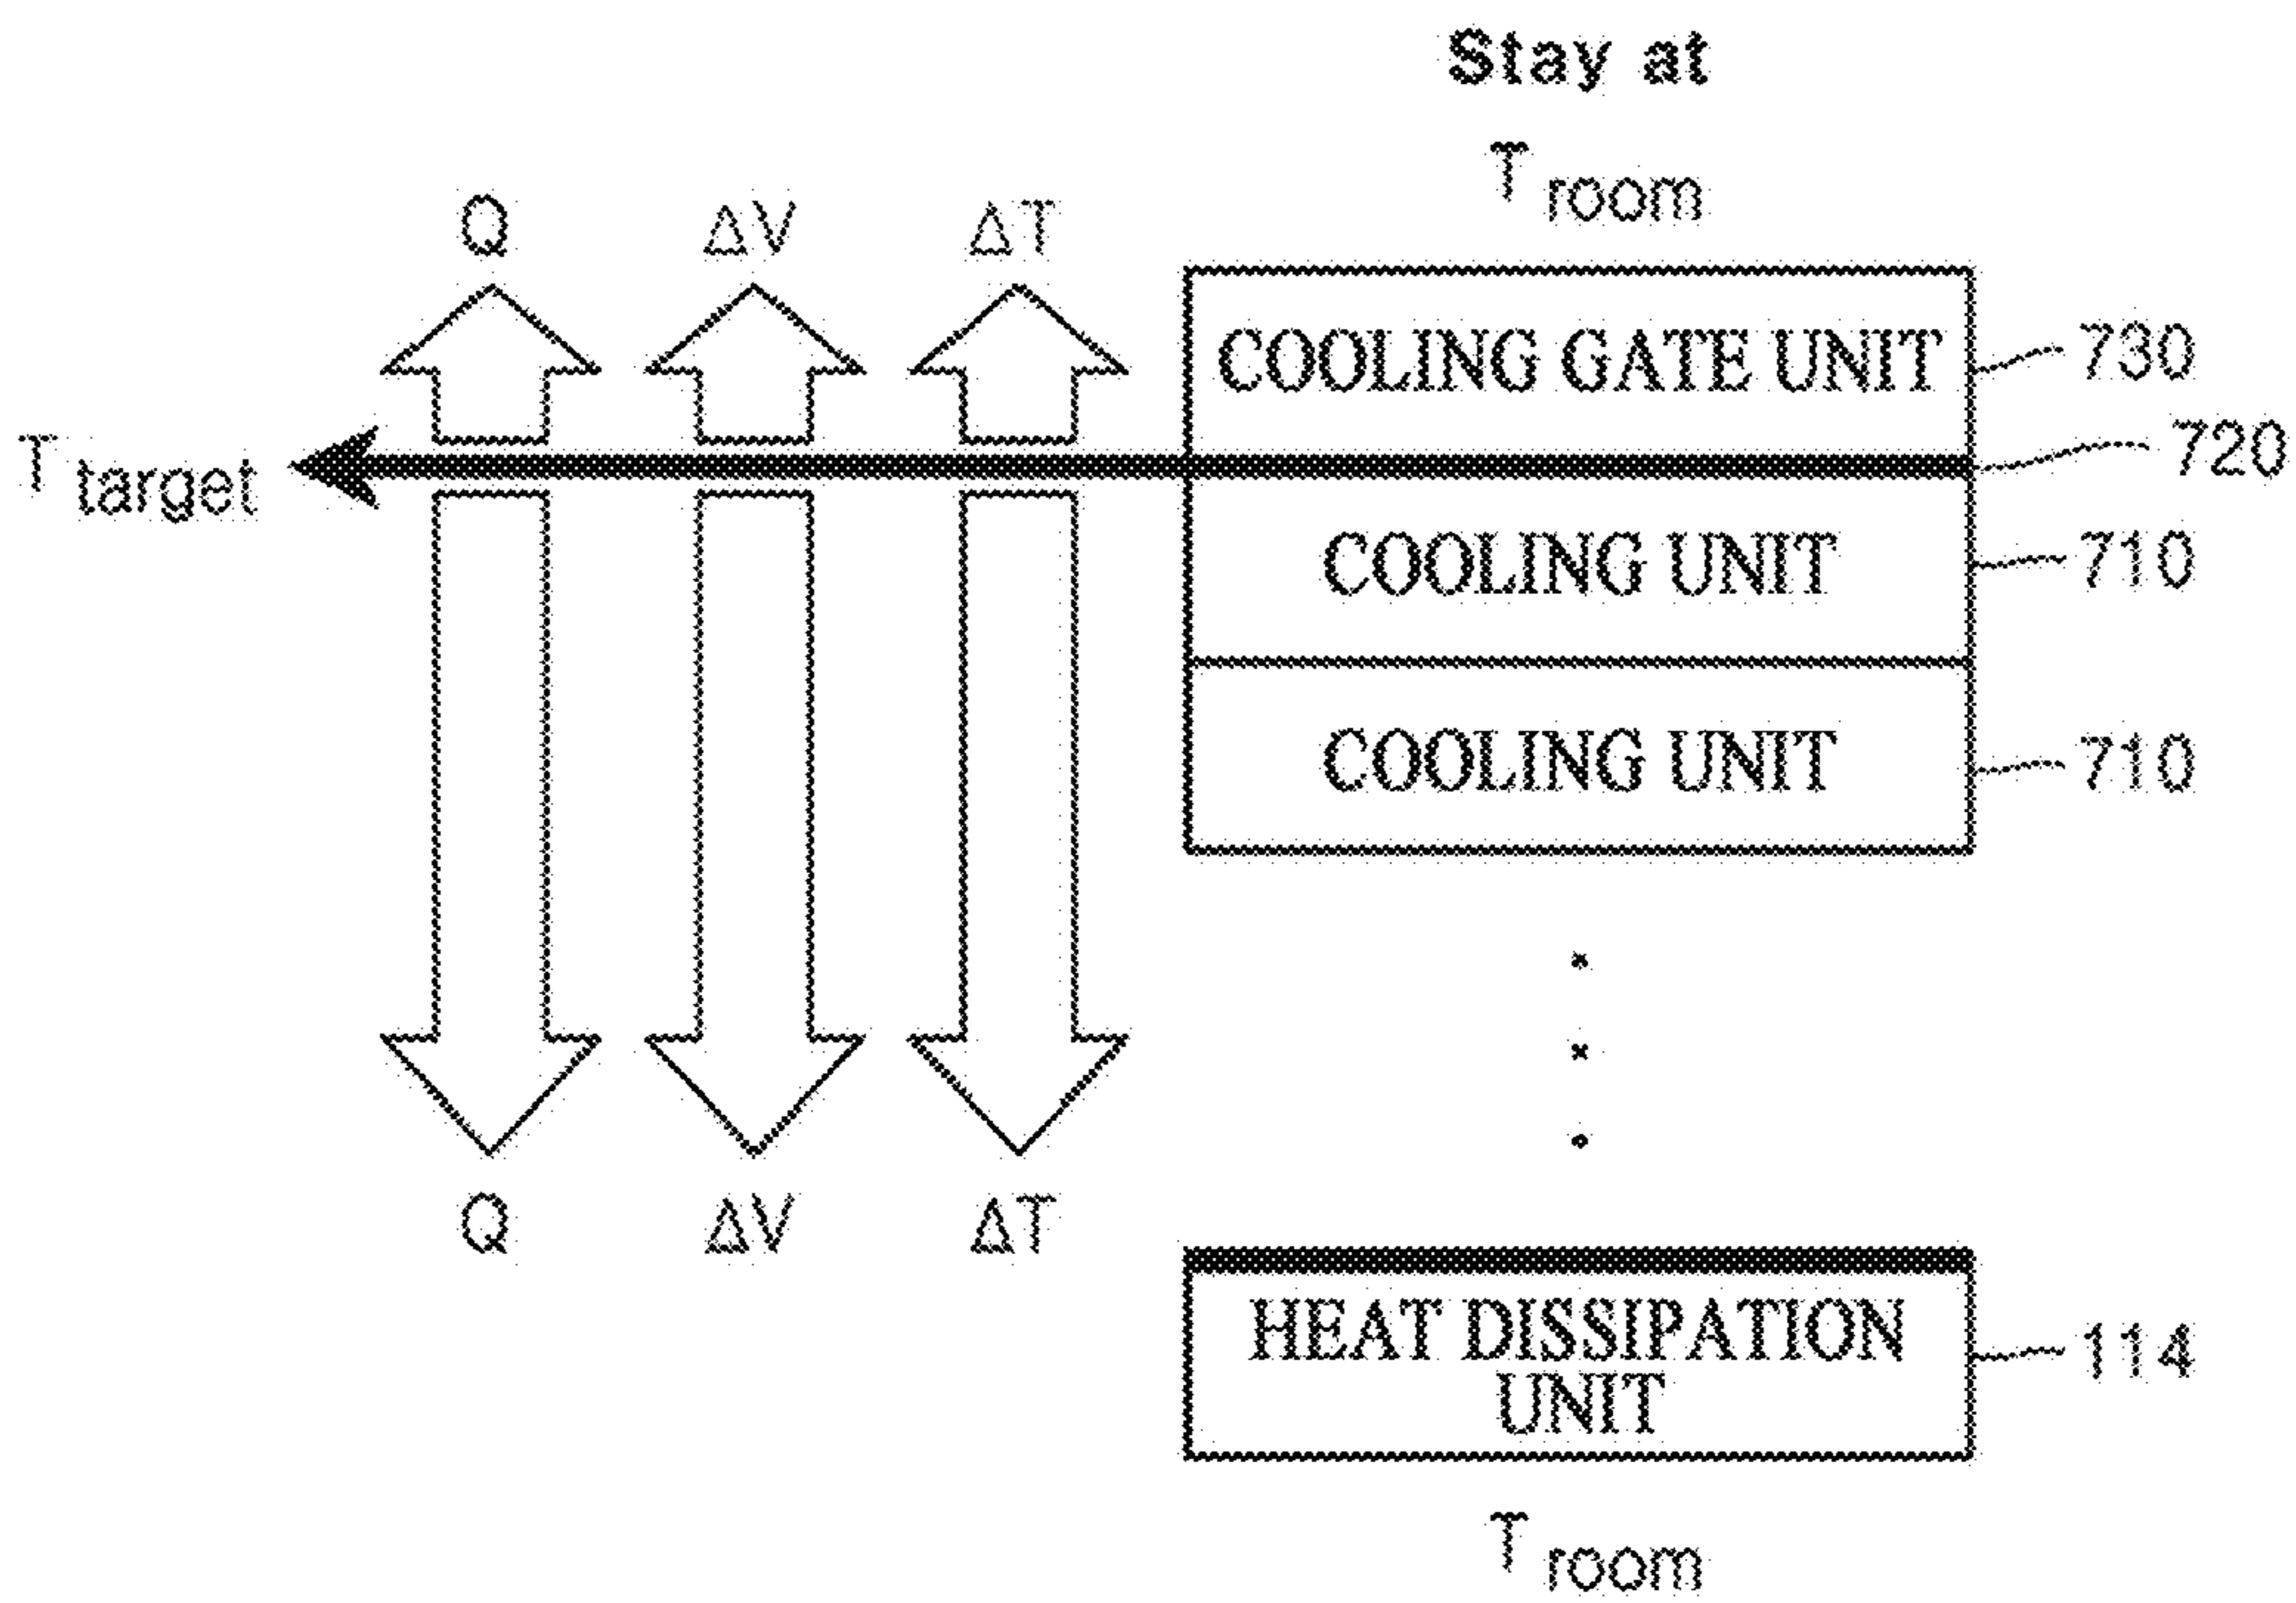 Stay at
T room
Q ΔV ΔT
COOLING GATE UNIT 730
T target
720
COOLING UNIT 710
COOLING UNIT 710
Q ΔV ΔT
HEAT DISSIPATION
UNIT
114
T room